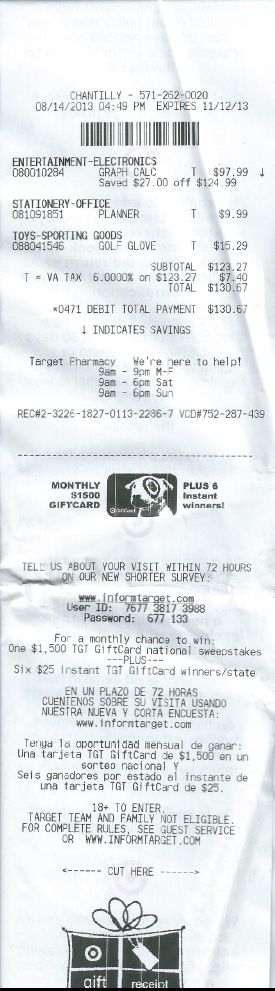 CHANTILLY - 571-262-0020
08/14/2013 04:49 PM EXPIRES 11/12/13
ENTERTAINMENT-ELECTRONICS
080010284 GRAPH CALC T $97.99 ↓
Saved $27.00 off $124.99
STATIONERY-OFFICE
081091851 PLANNER T $9.99
TOYS-SPORTING GOODS
088041546 GOLF GLOVE T $15.29
SUBTOTAL $123.27
T = VA TAX 6.0000% on $123.27 $7.40
TOTAL $130.67
*0471 DEBIT TOTAL PAYMENT $130.67
↓ INDICATES SAVINGS
Target Pharmacy We're here to help!
9am - 9pm M-F
9am - 6pm Sat
9am - 6pm Sun
REC#2-3226-1827-0113-2286-7 VCD#752-287-439
MONTHLY
$1500
GIFTCARD
GiftCard
PLUS 6
Instant
winners!
TELL US ABOUT YOUR VISIT WITHIN 72 HOURS
ON OUR NEW SHORTER SURVEY:
www.informtarget.com
User ID: 7677 3817 3988
Password: 677 133
For a monthly chance to win:
One $1,500 TGT GiftCard national sweepstakes
---PLUS---
Six $25 instant TGT GiftCard winners/state
EN UN PLAZO DE 72 HORAS
CUENTENOS SOBRE SU VISITA USANDO
NUESTRA NUEVA Y CORTA ENCUESTA:
www.informtarget.com
Tenga la oportunidad mensual de ganar:
Una tarjeta TGT GiftCard de $1,500 en un
sorteo nacional Y
Seis ganadores por estado al instante de
una tarjeta TGT GiftCard de $25.
18+ TO ENTER.
TARGET TEAM AND FAMILY NOT ELIGIBLE.
FOR COMPLETE RULES, SEE GUEST SERVICE
OR WWW.INFORMTARGET.COM
<------ CUT HERE ------>
gift receipt